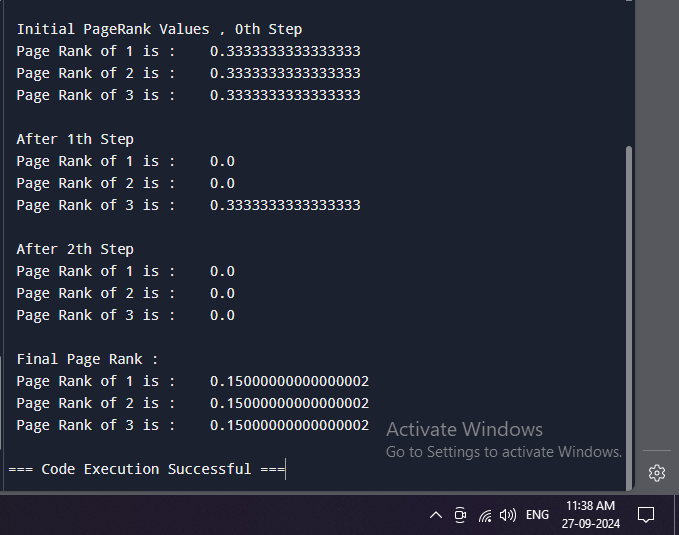 Initial PageRank Values , 0th Step
Page Rank of 1 is :    0.3333333333333333
Page Rank of 2 is :    0.3333333333333333
Page Rank of 3 is :    0.3333333333333333
After 1th Step
Page Rank of 1 is :    0.0
Page Rank of 2 is :    0.0
Page Rank of 3 is :    0.3333333333333333
After 2th Step
Page Rank of 1 is :    0.0
Page Rank of 2 is :    0.0
Page Rank of 3 is :    0.0
Final Page Rank :
Page Rank of 1 is :    0.15000000000000002
Page Rank of 2 is :    0.15000000000000002
Page Rank of 3 is :    0.15000000000000002
=== Code Execution Successful ===
Activate Windows
Go to Settings to activate Windows.
ENG
11:38 AM
27-09-2024